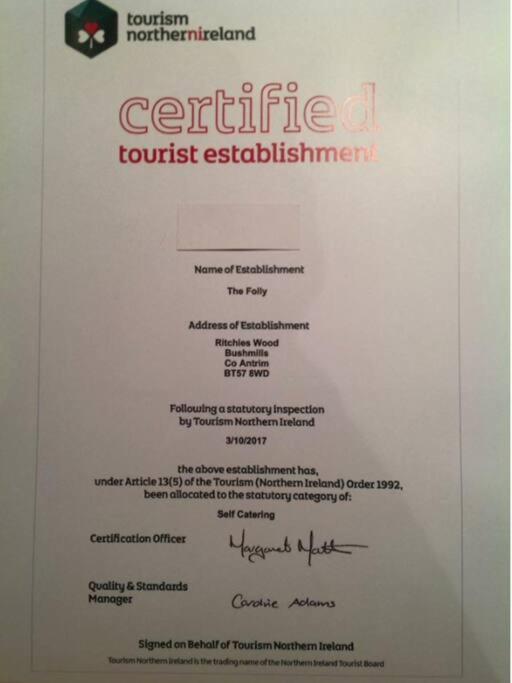 tourism
northernireland
certified
tourist establishment
Name of Establishment
The Folly
Address of Establishment
Ritchies Wood
Bushmills
Co Antrim
BT57 8WD
Following a statutory inspection
by Tourism Northern Ireland
3/10/2017
the above establishment has,
under Article 13(5) of the Tourism (Northern Ireland) Order 1992,
been allocated to the statutory category of:
Self Catering
Certification Officer
Margaret
Quality & Standards
Manager
Caroline Adams
Signed on Behalf of Tourism Northern Ireland
Tourism Northern Ireland is the trading name of the Northern Ireland Tourist Board